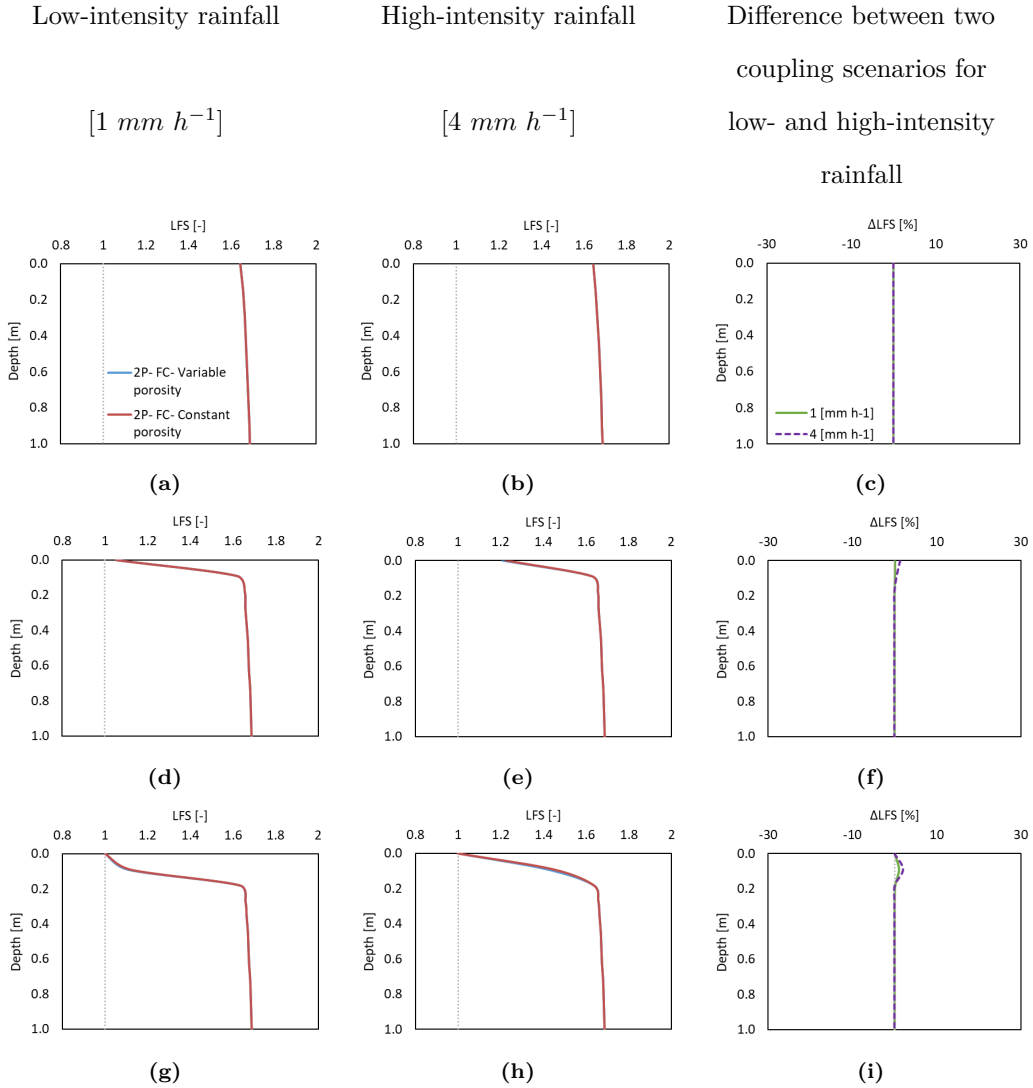 Low-intensity rainfall
[1 mm h⁻¹]
High-intensity rainfall
[4 mm h⁻¹]
Difference between two
coupling scenarios for
low- and high-intensity
rainfall
LFS [-]
0.8 1 1.2 1.4 1.6 1.8 2
Depth [m]
0.0
0.2
0.4
0.6
0.8
1.0
2P- FC- Variable
porosity
2P- FC- Constant
porosity
(a)
LFS [-]
0.8 1 1.2 1.4 1.6 1.8 2
Depth [m]
0.0
0.2
0.4
0.6
0.8
1.0
(b)
ΔLFS [%]
-30 -10 10 30
Depth [m]
0.0
0.2
0.4
0.6
0.8
1.0
1 [mm h-1]
4 [mm h-1]
(c)
LFS [-]
0.8 1 1.2 1.4 1.6 1.8 2
Depth [m]
0.0
0.2
0.4
0.6
0.8
1.0
(d)
LFS [-]
0.8 1 1.2 1.4 1.6 1.8 2
Depth [m]
0.0
0.2
0.4
0.6
0.8
1.0
(e)
ΔLFS [%]
-30 -10 10 30
Depth [m]
0.0
0.2
0.4
0.6
0.8
1.0
(f)
LFS [-]
0.8 1 1.2 1.4 1.6 1.8 2
Depth [m]
0.0
0.2
0.4
0.6
0.8
1.0
(g)
LFS [-]
0.8 1 1.2 1.4 1.6 1.8 2
Depth [m]
0.0
0.2
0.4
0.6
0.8
1.0
(h)
ΔLFS [%]
-30 -10 10 30
Depth [m]
0.0
0.2
0.4
0.6
0.8
1.0
(i)